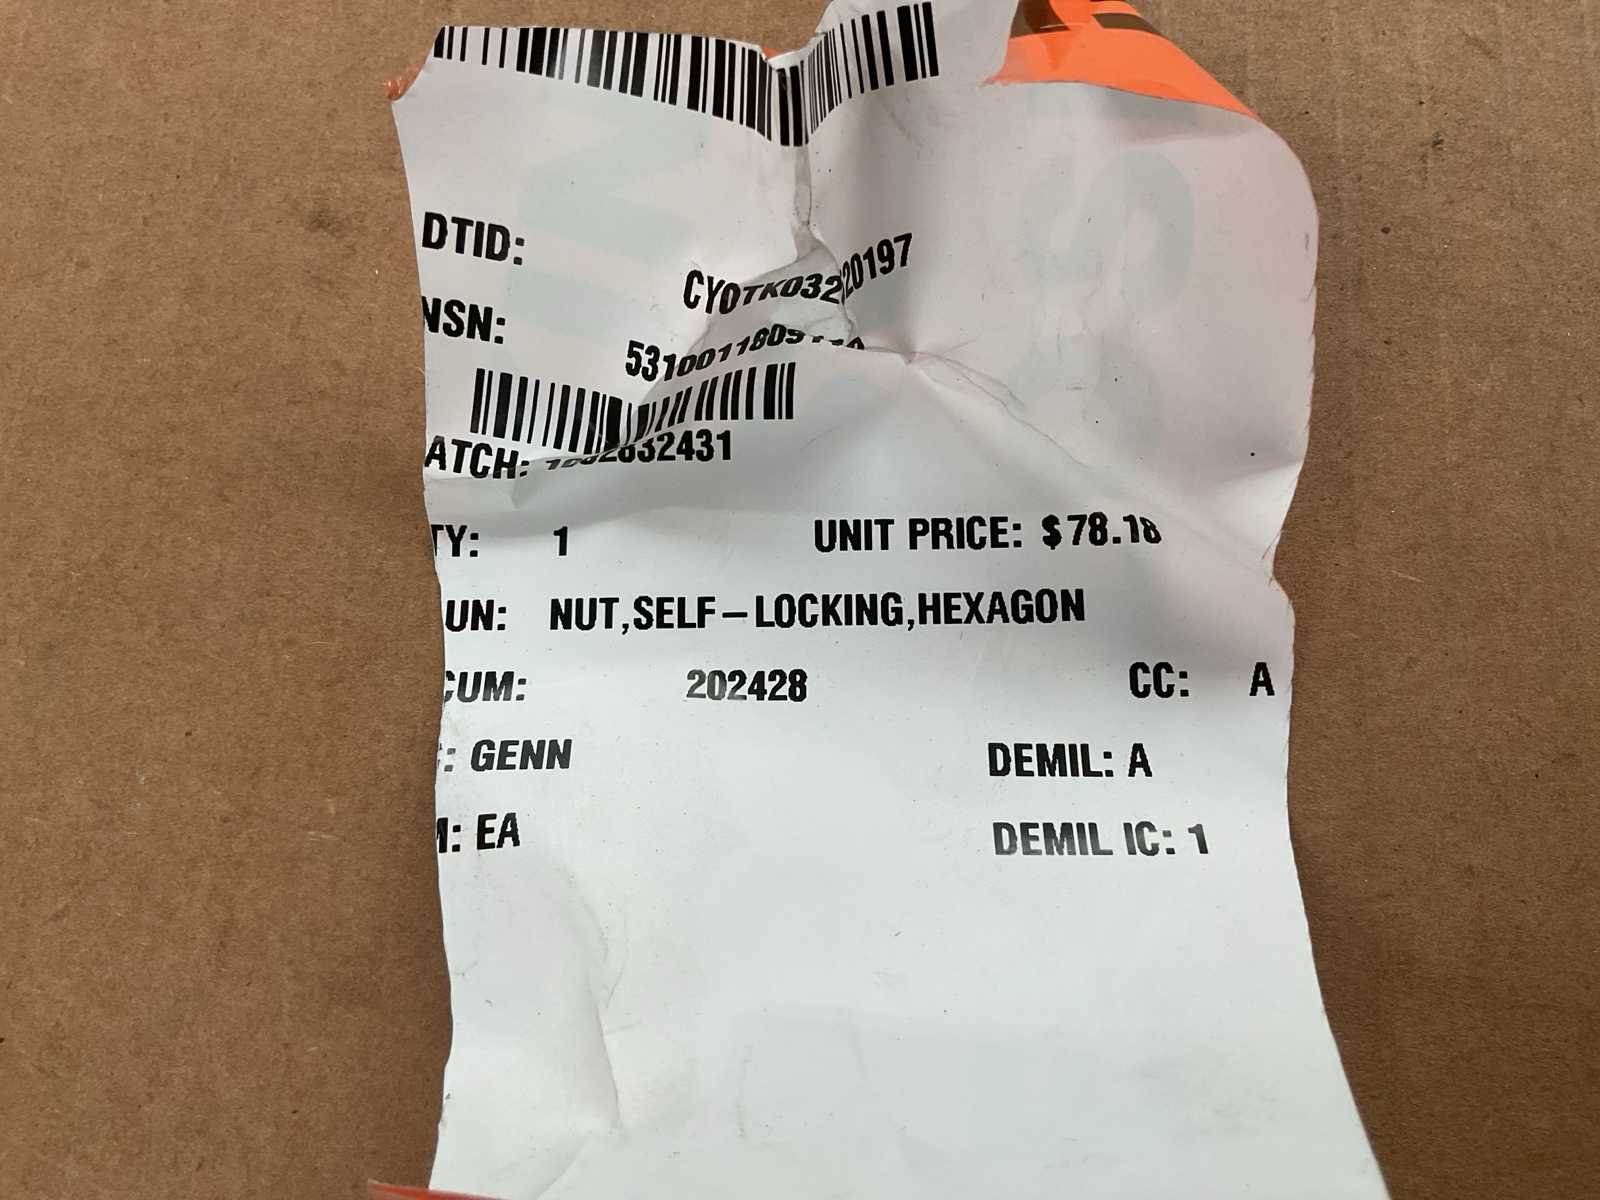 DTID:
CY0TK03220197
NSN:
ATCH:
TY: 1 UNIT PRICE: $78.18
UN: NUT,SELF-LOCKING,HEXAGON
CUM: 202428 CC: A
: GENN DEMIL: A
M: EA DEMIL IC: 1